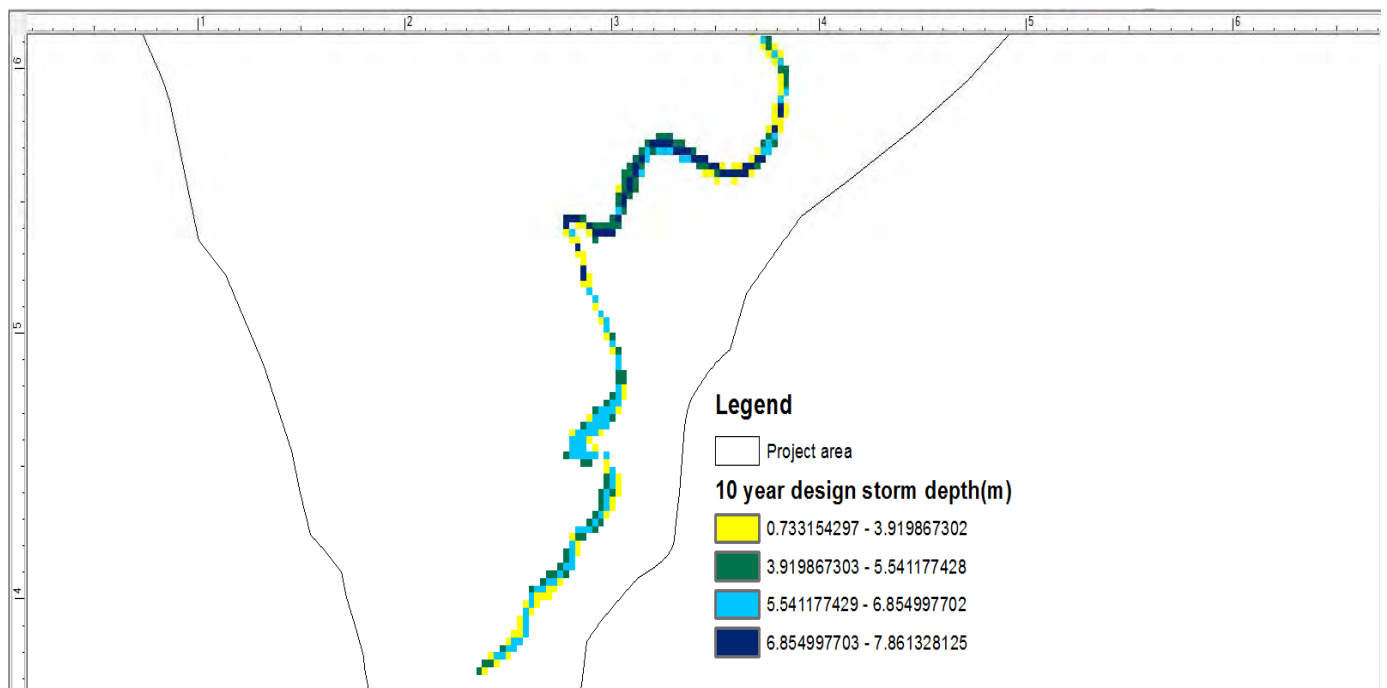 1 2 3 4 5 6
6
5
4
Legend
Project area
10 year design storm depth(m)
0.733154297 - 3.919867302
3.919867303 - 5.541177428
5.541177429 - 6.854997702
6.854997703 - 7.861328125